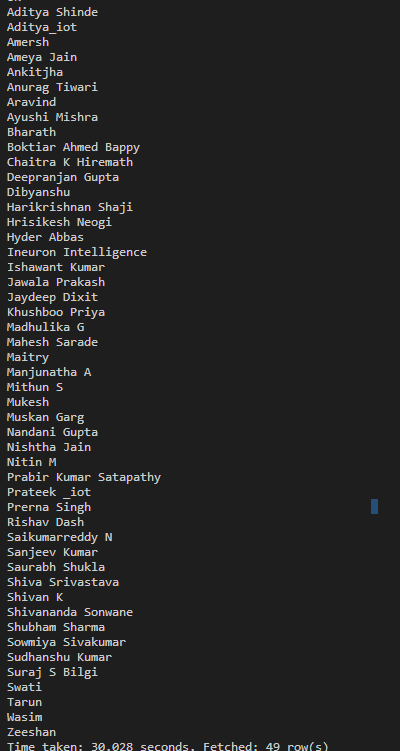 Aditya Shinde
Aditya_iot
Amersh
Ameya Jain
Ankitjha
Anurag Tiwari
Aravind
Ayushi Mishra
Bharath
Boktiar Ahmed Bappy
Chaitra K Hiremath
Deepranjan Gupta
Dibyanshu
Harikrishnan Shaji
Hrisikesh Neogi
Hyder Abbas
Ineuron Intelligence
Ishawant Kumar
Jawala Prakash
Jaydeep Dixit
Khushboo Priya
Madhulika G
Mahesh Sarade
Maitry
Manjunatha A
Mithun S
Mukesh
Muskan Garg
Nandani Gupta
Nishtha Jain
Nitin M
Prabir Kumar Satapathy
Prateek _iot
Prerna Singh
Rishav Dash
Saikumarreddy N
Sanjeev Kumar
Saurabh Shukla
Shiva Srivastava
Shivan K
Shivananda Sonwane
Shubham Sharma
Sowmiya Sivakumar
Sudhanshu Kumar
Suraj S Bilgi
Swati
Tarun
Wasim
Zeeshan
Time taken: 30.028 seconds, Fetched: 49 row(s)